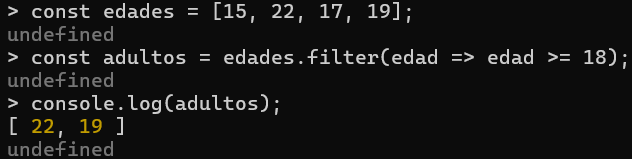 > const edades = [15, 22, 17, 19];
undefined
> const adultos = edades.filter(edad => edad >= 18);
undefined
> console.log(adultos);
[ 22, 19 ]
undefined